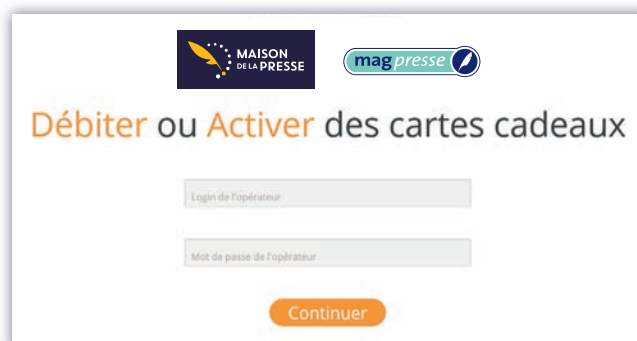 MAISON
DE LA PRESSE
magpresse
Débiter ou Activer des cartes cadeaux
Login de l'opérateur
Mot de passe de l'opérateur
Continuer